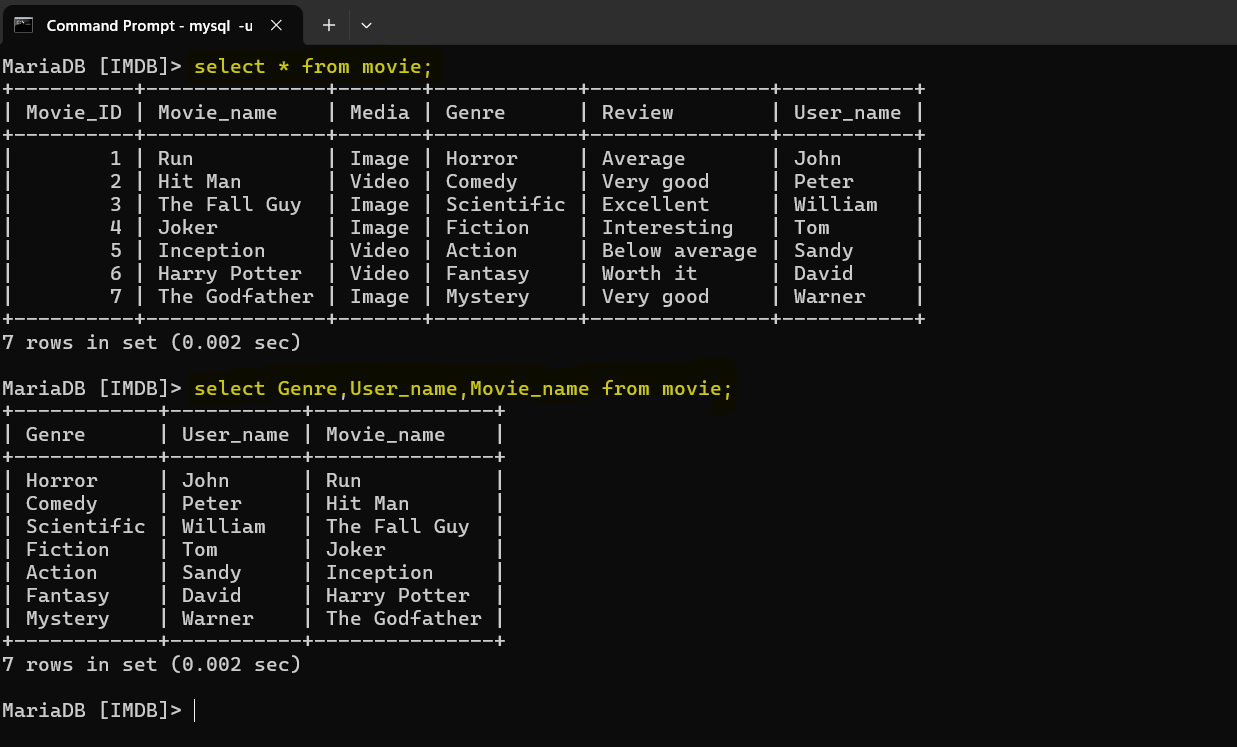 Command Prompt - mysql -u
MariaDB [IMDB]> select * from movie;
+----------+---------------+-------+------------+---------------+-----------+
| Movie_ID | Movie_name    | Media | Genre      | Review        | User_name |
+----------+---------------+-------+------------+---------------+-----------+
|        1 | Run           | Image | Horror     | Average       | John      |
|        2 | Hit Man       | Video | Comedy     | Very good     | Peter     |
|        3 | The Fall Guy  | Image | Scientific | Excellent     | William   |
|        4 | Joker         | Image | Fiction    | Interesting   | Tom       |
|        5 | Inception     | Video | Action     | Below average | Sandy     |
|        6 | Harry Potter  | Video | Fantasy    | Worth it      | David     |
|        7 | The Godfather | Image | Mystery    | Very good     | Warner    |
+----------+---------------+-------+------------+---------------+-----------+
7 rows in set (0.002 sec)
MariaDB [IMDB]> select Genre,User_name,Movie_name from movie;
+------------+-----------+---------------+
| Genre      | User_name | Movie_name    |
+------------+-----------+---------------+
| Horror     | John      | Run           |
| Comedy     | Peter     | Hit Man       |
| Scientific | William   | The Fall Guy  |
| Fiction    | Tom       | Joker         |
| Action     | Sandy     | Inception     |
| Fantasy    | David     | Harry Potter  |
| Mystery    | Warner    | The Godfather |
+------------+-----------+---------------+
7 rows in set (0.002 sec)
MariaDB [IMDB]>